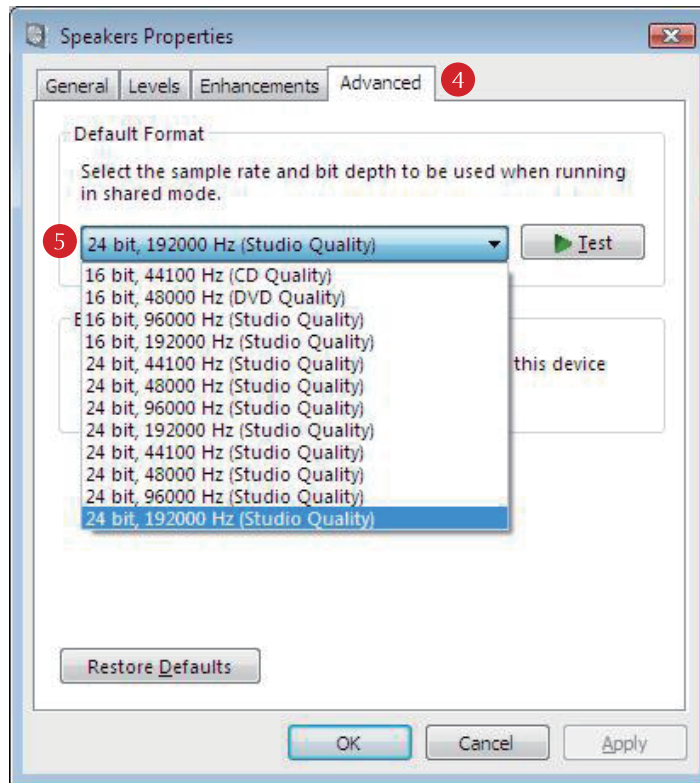 Speakers Properties
General Levels Enhancements Advanced 4
Default Format
Select the sample rate and bit depth to be used when running
in shared mode.
5 24 bit, 192000 Hz (Studio Quality) Test
16 bit, 44100 Hz (CD Quality)
16 bit, 48000 Hz (DVD Quality)
E 16 bit, 96000 Hz (Studio Quality)
16 bit, 192000 Hz (Studio Quality)
24 bit, 44100 Hz (Studio Quality) this device
24 bit, 48000 Hz (Studio Quality)
24 bit, 96000 Hz (Studio Quality)
24 bit, 192000 Hz (Studio Quality)
24 bit, 44100 Hz (Studio Quality)
24 bit, 48000 Hz (Studio Quality)
24 bit, 96000 Hz (Studio Quality)
24 bit, 192000 Hz (Studio Quality)
Restore Defaults
OK Cancel Apply